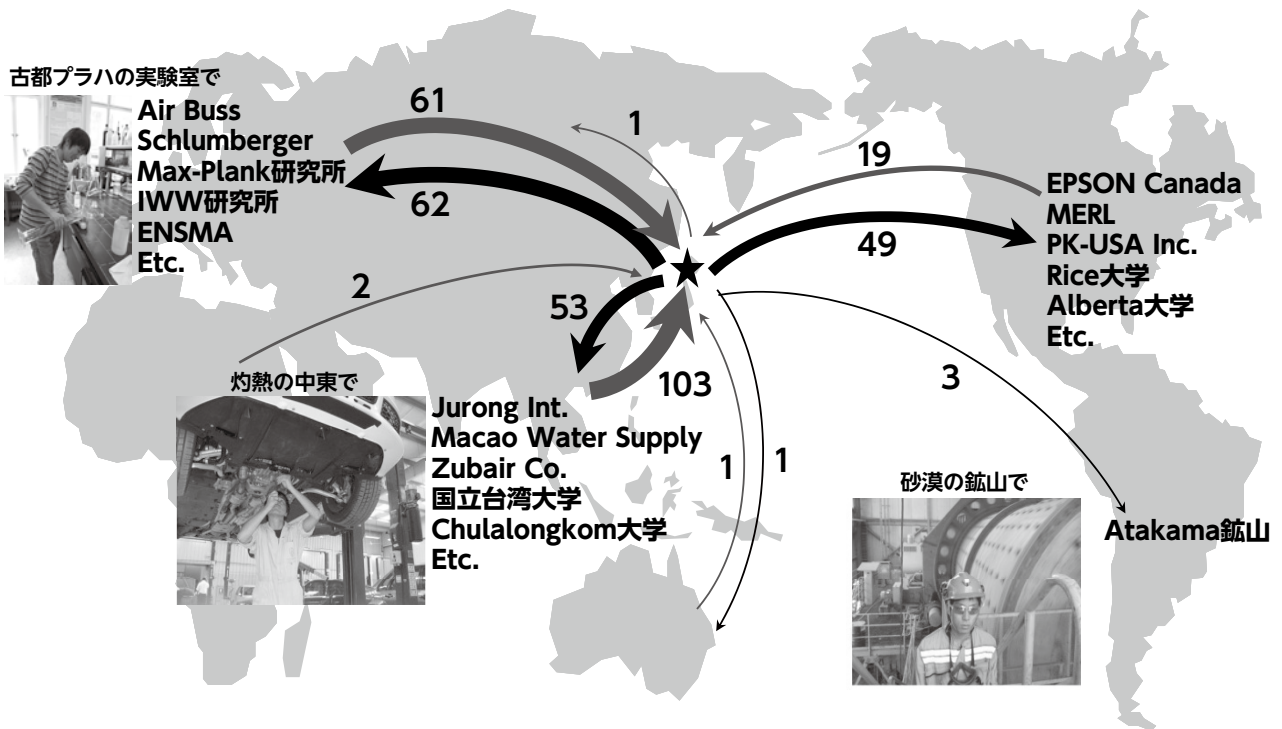 古都プラハの実験室で
Air Buss
Schlumberger
Max-Plank研究所
IWW研究所
ENSMA
Etc.
61
62
1
19
49
EPSON Canada
MERL
PK-USA Inc.
Rice大学
Alberta大学
Etc.
2
53
103
灼熱の中東で
Jurong Int.
Macao Water Supply
Zubair Co.
国立台湾大学
Chulalongkom大学
Etc.
1
1
3
砂漠の鉱山で
Atakama鉱山